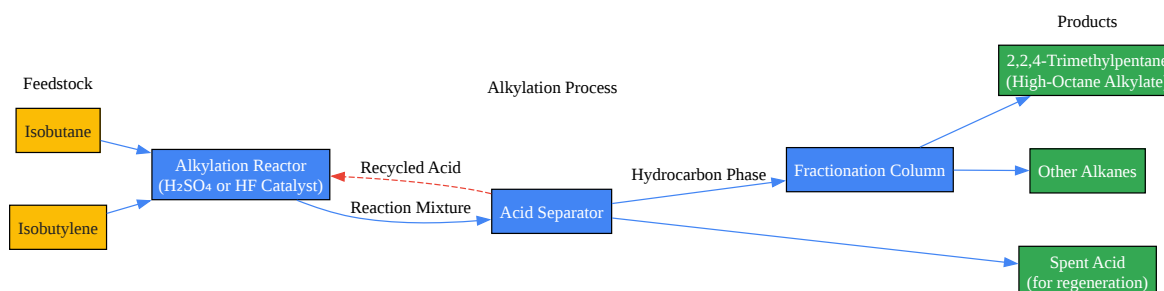 Products
2,2,4-Trimethylpentane
(High-Octane Alkylate
Feedstock
Alkylation Process
Isobutane
Alkylation Reactor
(H₂SO₄ or HF Catalyst)
Recycled Acid
Hydrocarbon Phase
Fractionation Column
Other Alkanes
Reaction Mixture
Acid Separator
Isobutylene
Spent Acid
(for regeneration)